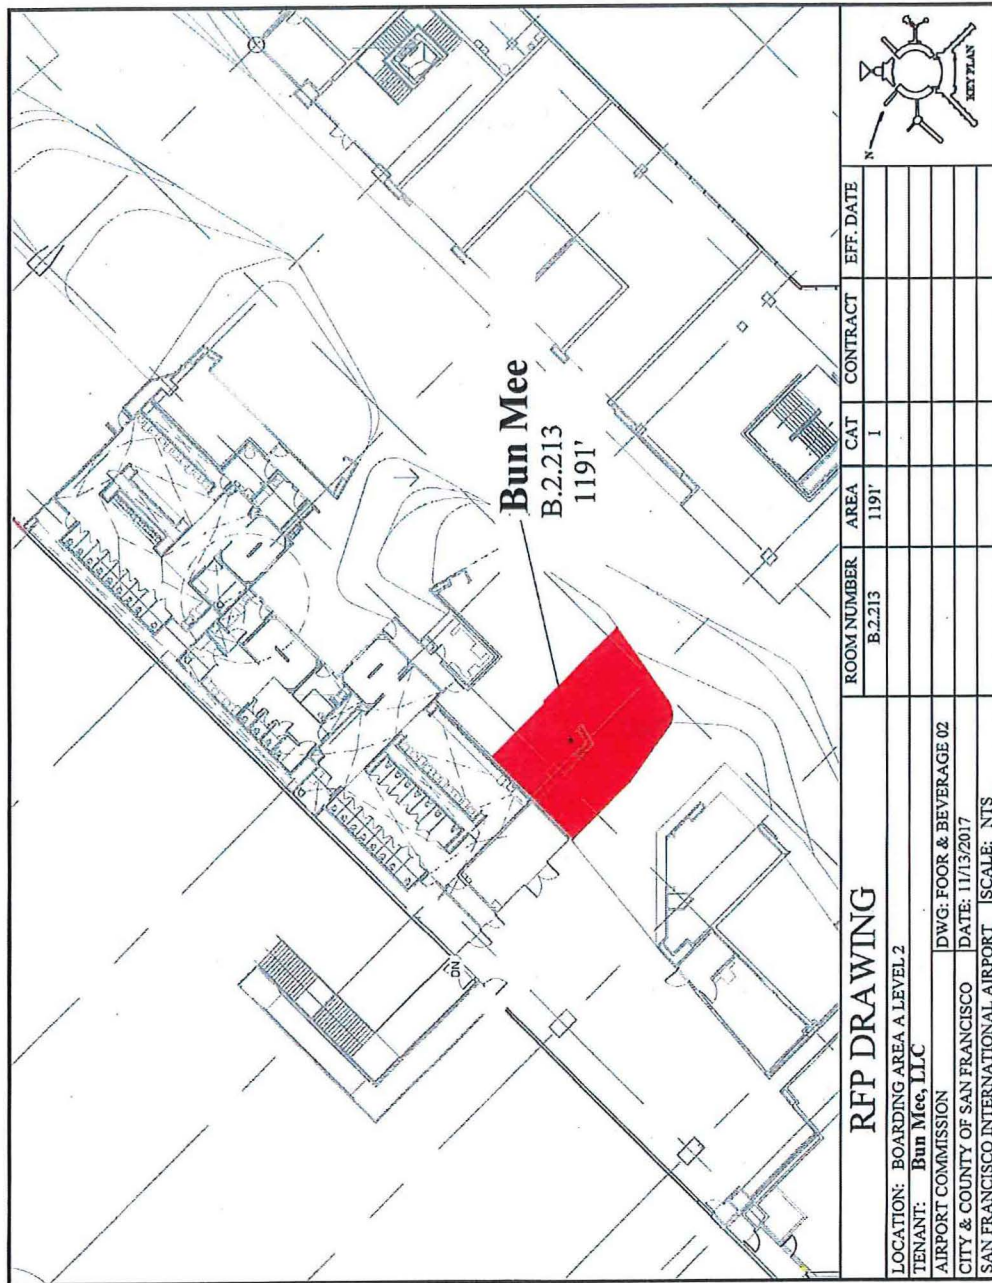 Bun Mee
B.2.213
1191'
DN
RFP DRAWING
LOCATION: BOARDING AREA A LEVEL 2
TENANT: Bun Mee, LLC
AIRPORT COMMISSION
DWG: FOOR & BEVERAGE 02
CITY & COUNTY OF SAN FRANCISCO
DATE: 11/13/2017
SAN FRANCISCO INTERNATIONAL AIRPORT
SCALE: NTS
ROOM NUMBER AREA CAT CONTRACT EFF. DATE
B.2.213 1191' 1
N
KEY PLAN